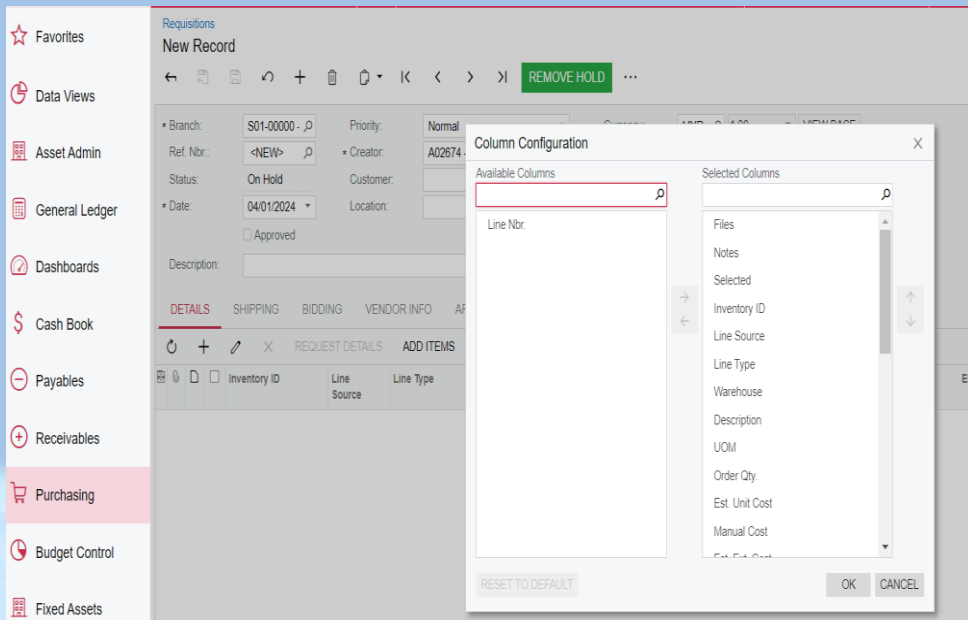 Favorites
Data Views
Asset Admin
General Ledger
Dashboards
Cash Book
Payables
Receivables
Purchasing
Budget Control
Fixed Assets
Requisitions
New Record
REMOVE HOLD ...
* Branch: S01-00000 - Priority: Normal
Ref. Nbr.: <NEW> * Creator: A02674 -
Status: On Hold Customer:
* Date: 04/01/2024 Location:
Approved
Description:
DETAILS SHIPPING BIDDING VENDOR INFO
REQUEST DETAILS ADD ITEMS
Inventory ID Line Source Line Type
Column Configuration
Available Columns
Line Nbr.
Selected Columns
Files
Notes
Selected
Inventory ID
Line Source
Line Type
Warehouse
Description
UOM
Order Qty.
Est. Unit Cost
Manual Cost
Est. Ext. Cost
RESET TO DEFAULT OK CANCEL